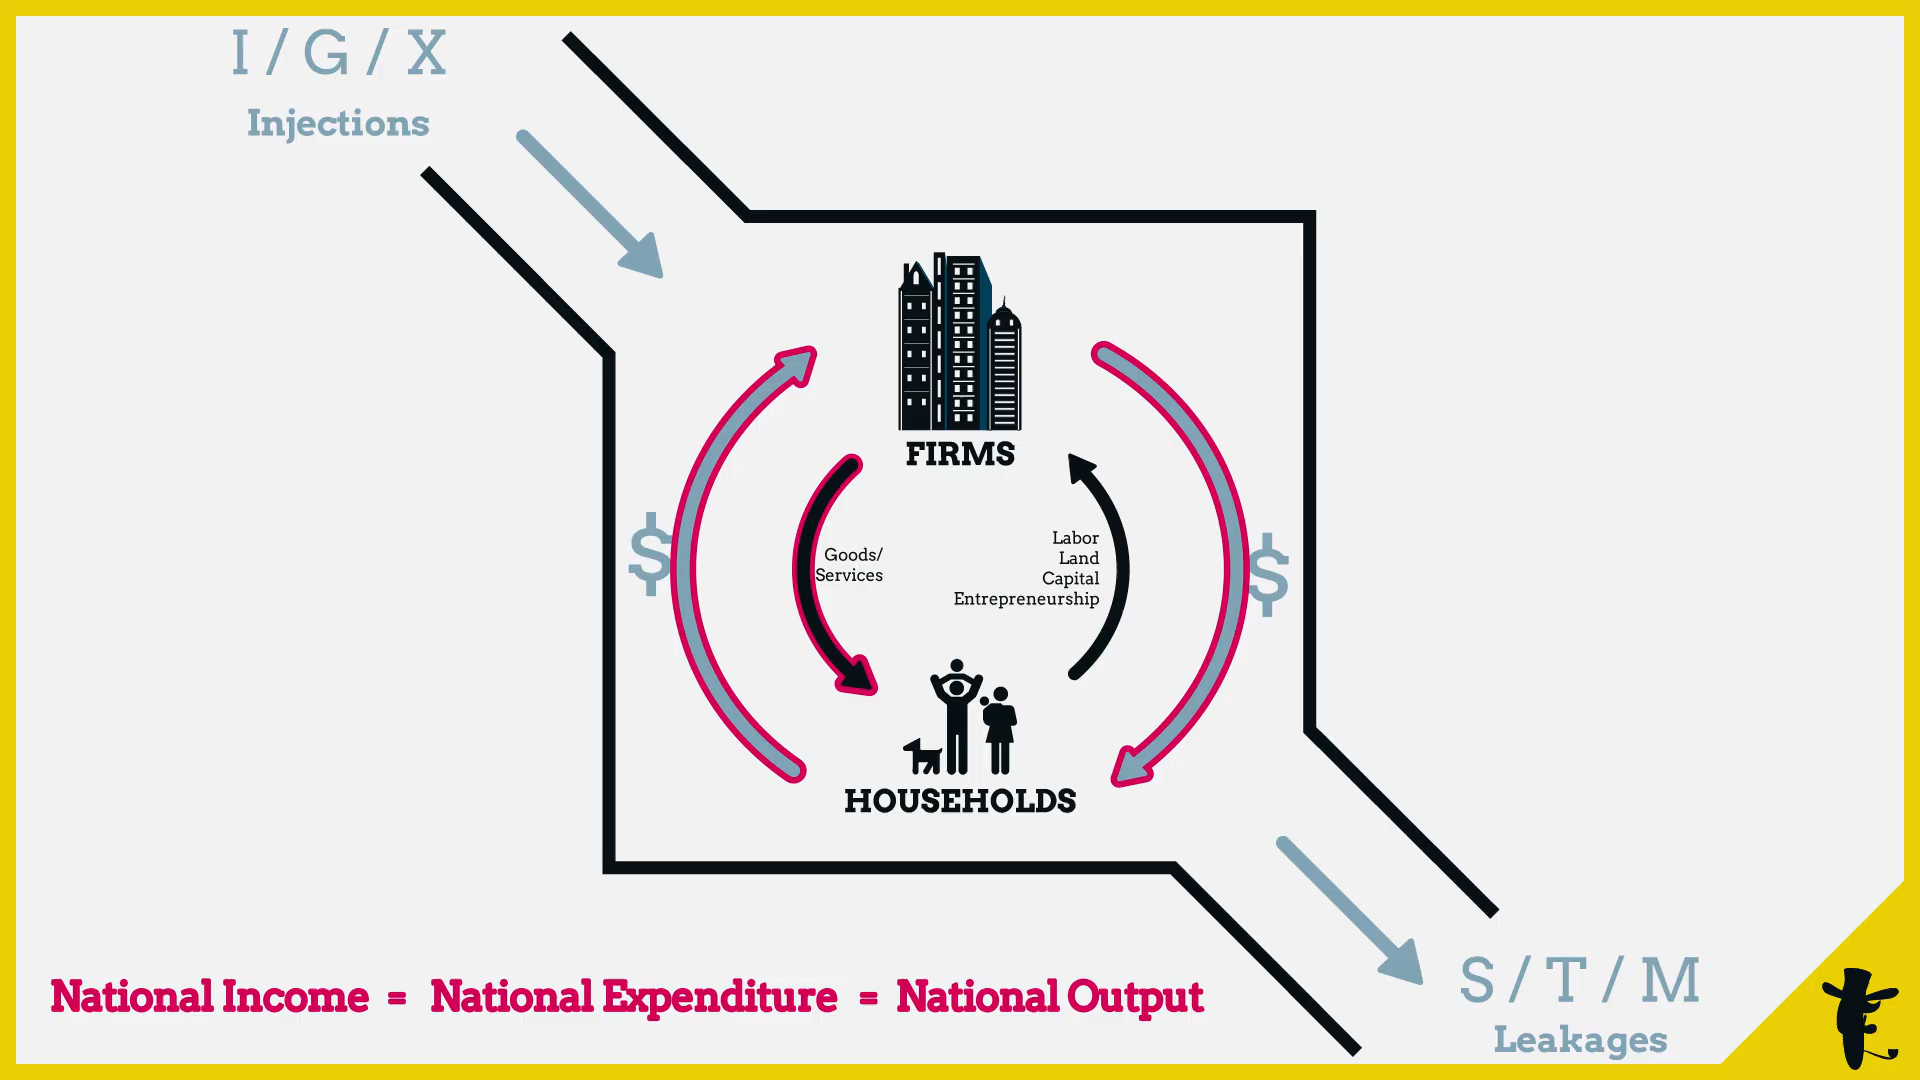 I / G / X
Injections
FIRMS
$
Goods/
Services
Labor
Land
Capital
Entrepreneurship
$
HOUSEHOLDS
S / T / M
Leakages
National Income = National Expenditure = National Output